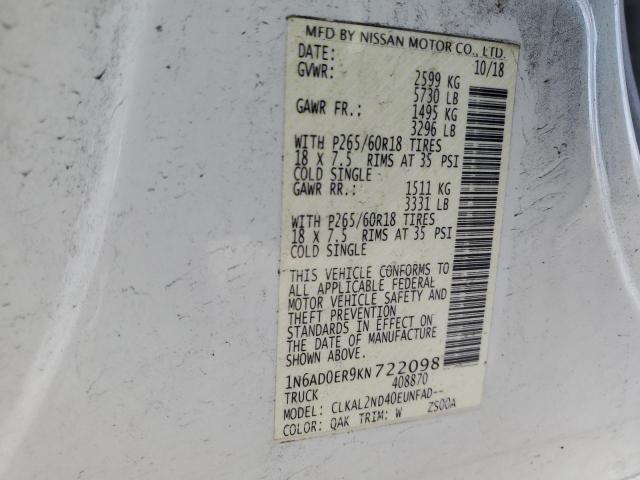 MFD BY NISSAN MOTOR CO., LTD.
DATE: 10/18
GVWR: 2599 KG
5730 LB
GAWR FR.: 1495 KG
3296 LB
WITH P265/60R18 TIRES
18 X 7.5 RIMS AT 35 PSI
COLD SINGLE
GAWR RR.: 1511 KG
3331 LB
WITH P265/60R18 TIRES
18 X 7.5 RIMS AT 35 PSI
COLD SINGLE
THIS VEHICLE CONFORMS TO
ALL APPLICABLE FEDERAL
MOTOR VEHICLE SAFETY AND
THEFT PREVENTION
STANDARDS IN EFFECT ON
THE DATE OF MANUFACTURE
SHOWN ABOVE.
1N6AD0ER9KN722098
TRUCK 408870
MODEL: CLKAL2ND40EUNFAD--
COLOR: QAK TRIM: W ZS00A